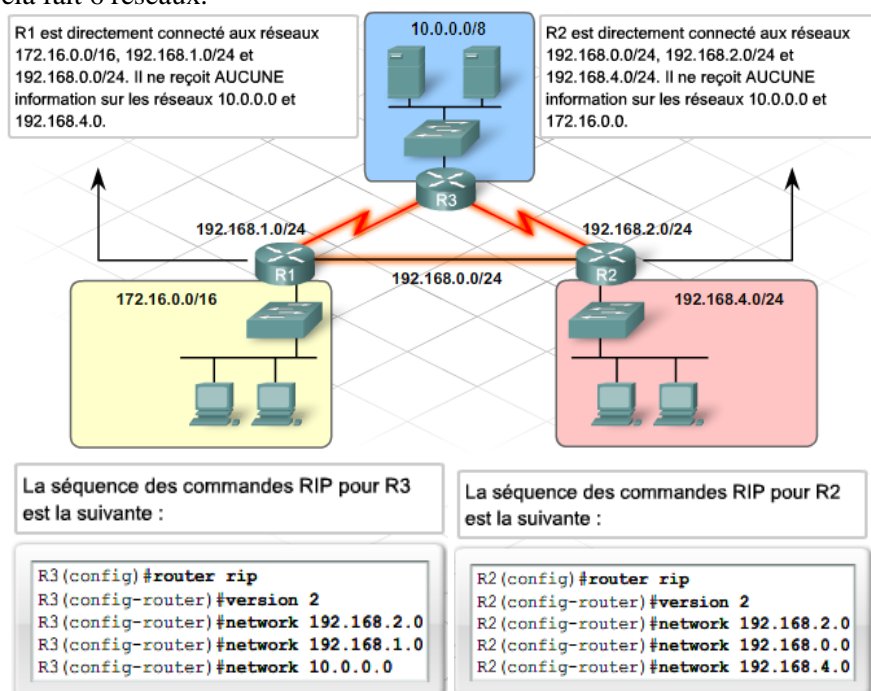 cela fait 6 réseaux.
R1 est directement connecté aux réseaux
172.16.0.0/16, 192.168.1.0/24 et
192.168.0.0/24. Il ne reçoit AUCUNE
information sur les réseaux 10.0.0.0 et
192.168.4.0.
10.0.0.0/8
R2 est directement connecté aux réseaux
192.168.0.0/24, 192.168.2.0/24 et
192.168.4.0/24. Il ne reçoit AUCUNE
information sur les réseaux 10.0.0.0 et
172.16.0.0.
R3
192.168.1.0/24
192.168.2.0/24
R1
192.168.0.0/24
R2
172.16.0.0/16
192.168.4.0/24
La séquence des commandes RIP pour R3
est la suivante :
R3(config)#router rip
R3(config-router)#version 2
R3(config-router)#network 192.168.2.0
R3(config-router)#network 192.168.1.0
R3(config-router)#network 10.0.0.0
La séquence des commandes RIP pour R2
est la suivante :
R2(config)#router rip
R2(config-router)#version 2
R2(config-router)#network 192.168.2.0
R2(config-router)#network 192.168.0.0
R2(config-router)#network 192.168.4.0